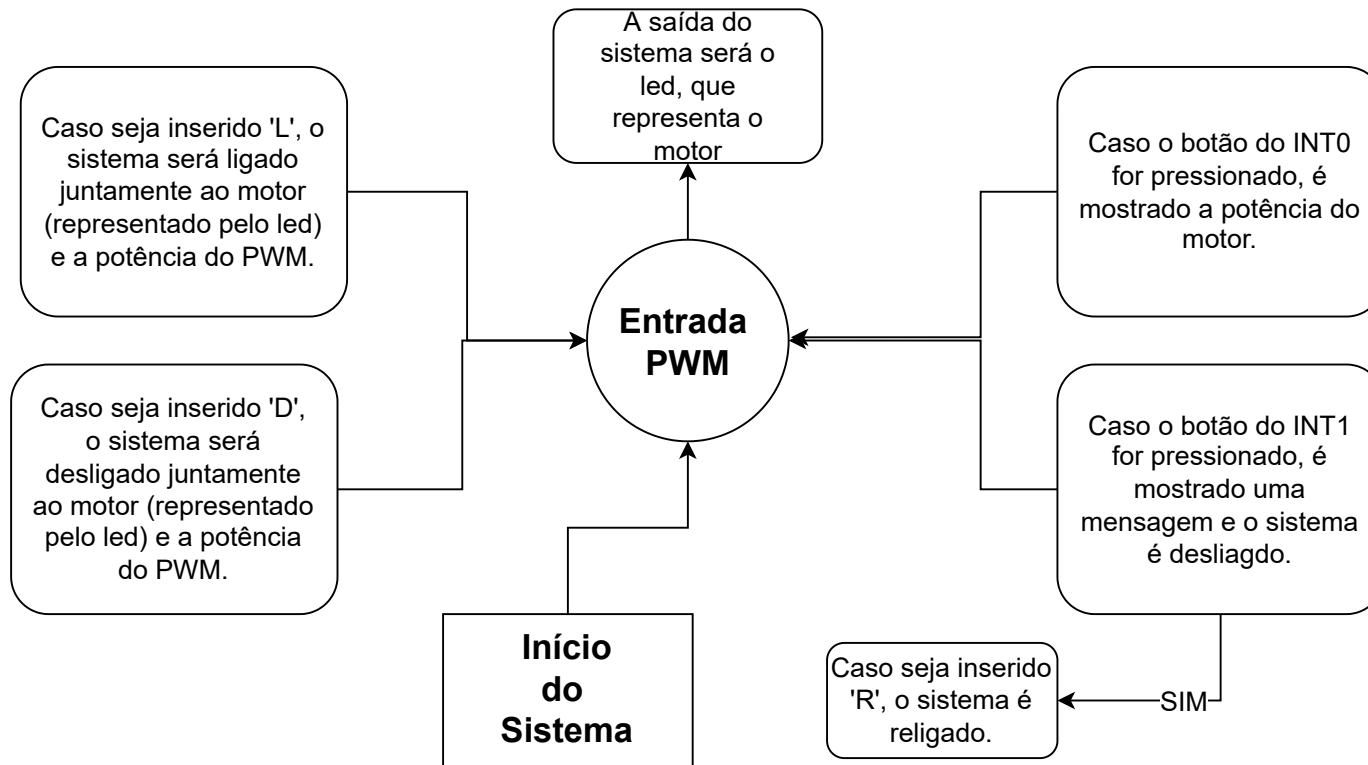 A saída do
sistema será o
led, que
representa o
motor
Caso seja inserido 'L', o
sistema será ligado
juntamente ao motor
(representado pelo led)
e a potência do PWM.
Caso o botão do INT0
for pressionado, é
mostrado a potência do
motor.
Entrada
PWM
Caso seja inserido 'D',
o sistema será
desligado juntamente
ao motor (representado
pelo led) e a potência
do PWM.
Caso o botão do INT1
for pressionado, é
mostrado uma
mensagem e o sistema
é desliagdo.
Início
do
Sistema
Caso seja inserido
'R', o sistema é
religado.
SIM